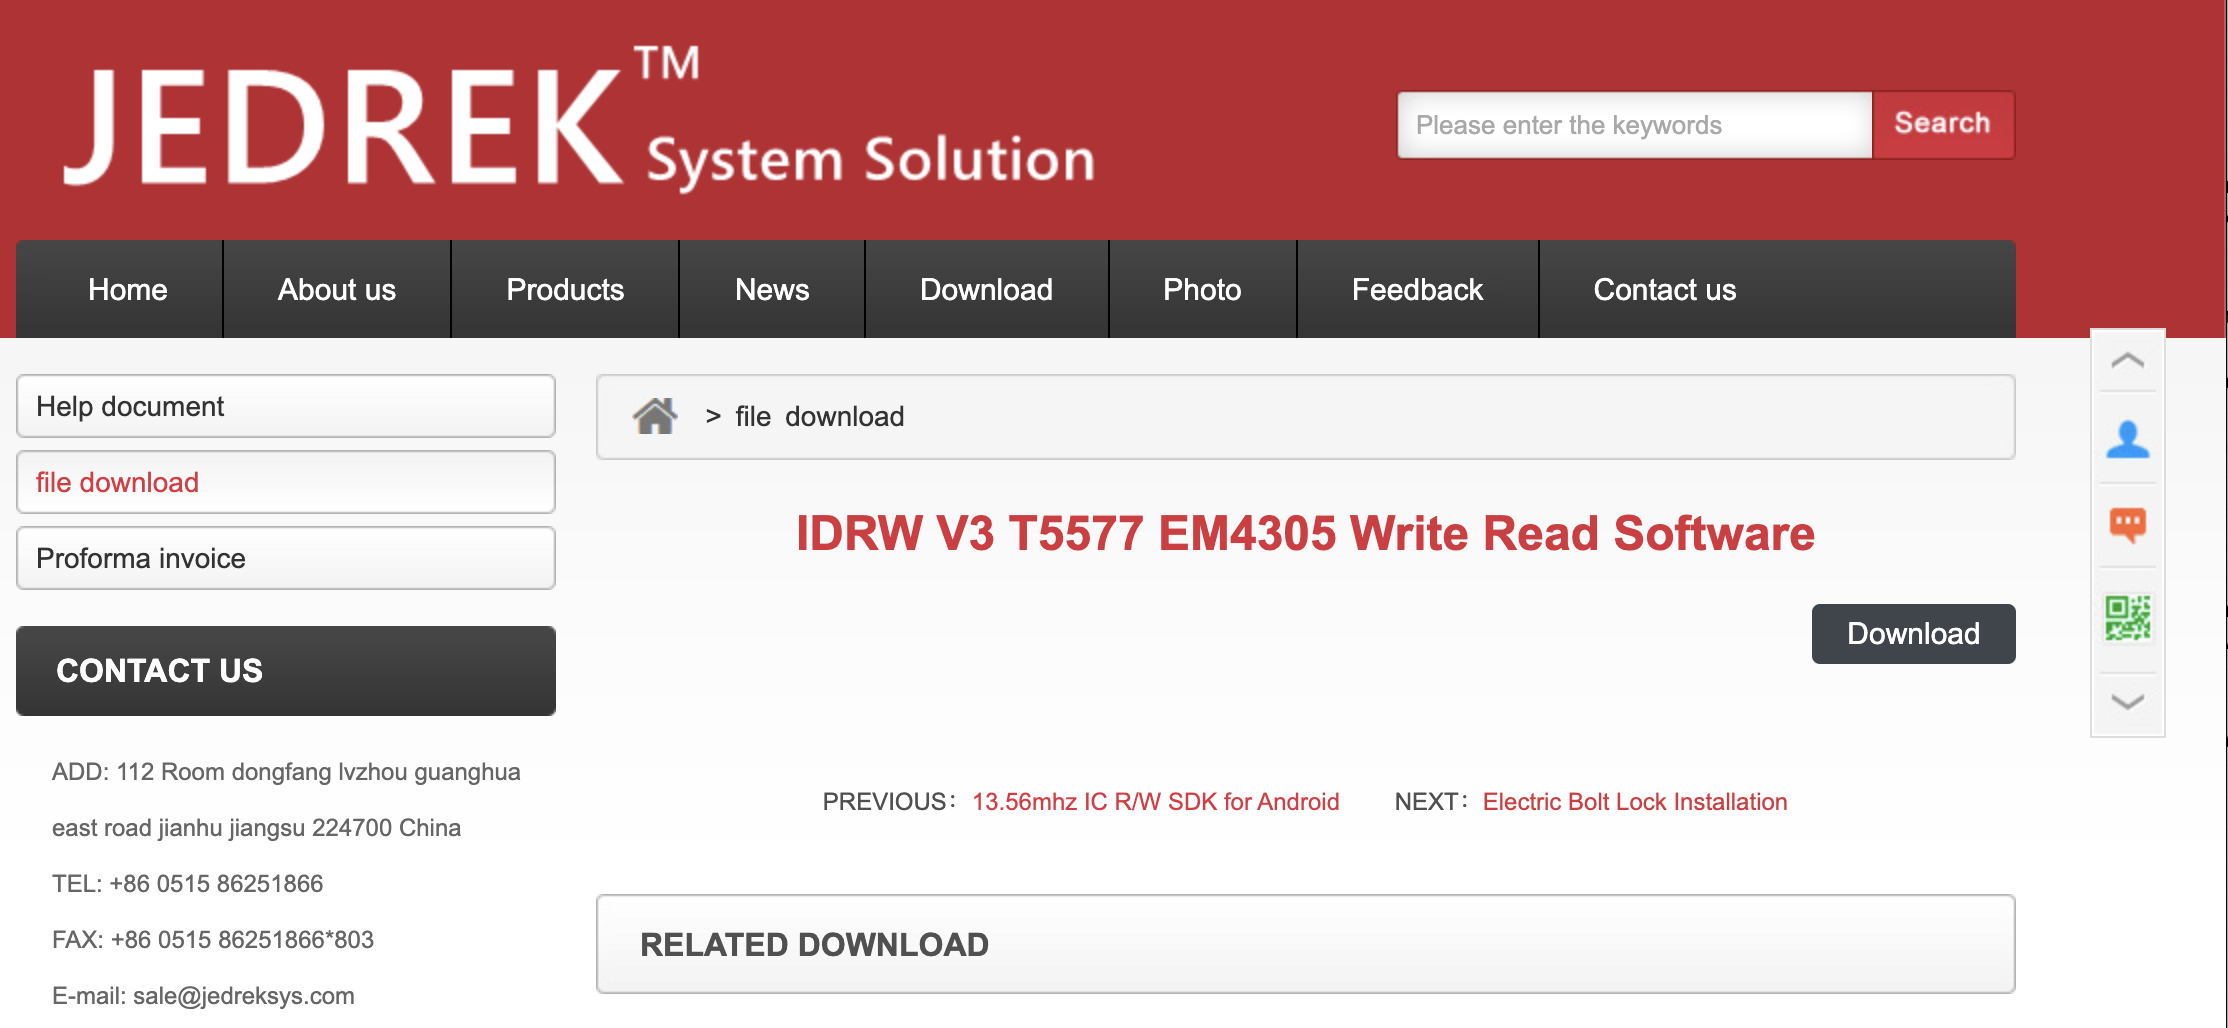 JEDREK™ System Solution
Please enter the keywords Search
Home About us Products News Download Photo Feedback Contact us
Help document
file download
Proforma invoice
CONTACT US
ADD: 112 Room dongfang lvzhou guanghua
east road jianhu jiangsu 224700 China
TEL: +86 0515 86251866
FAX: +86 0515 86251866*803
E-mail: sale@jedreksys.com
> file download
IDRW V3 T5577 EM4305 Write Read Software
Download
PREVIOUS： 13.56mhz IC R/W SDK for Android NEXT： Electric Bolt Lock Installation
RELATED DOWNLOAD